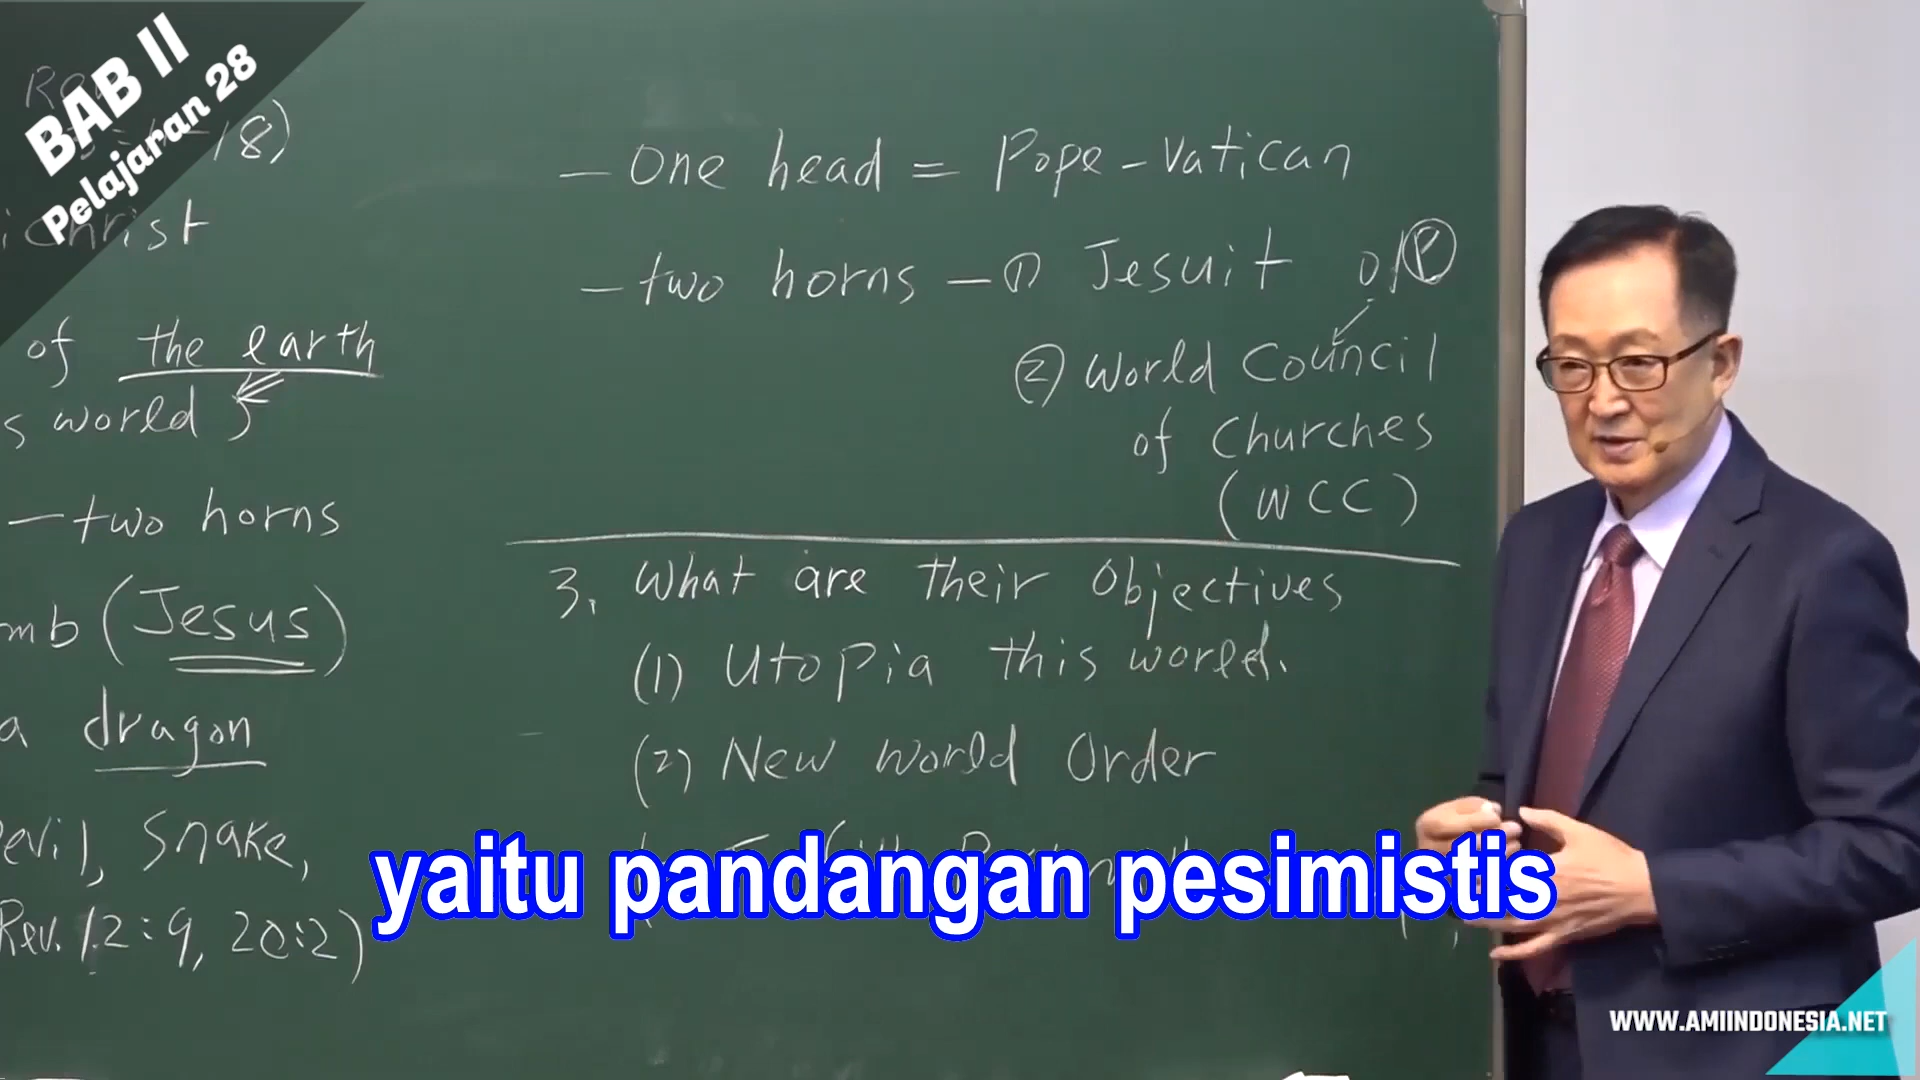 BAB II
Pelajaran 28
18)
of the earth
world
- two horns
(Jesus)
a dragon
Snake,
Rev. 12:9, 20:2)
- One head = Pope - Vatican
- two horns - ① Jesuit
② World Council
of Churches
(WCC)
3. What are their Objectives
(1) Utopia this world.
(2) New World Order
yaitu pandangan pesimistis
WWW.AMIINDONESIA.NET